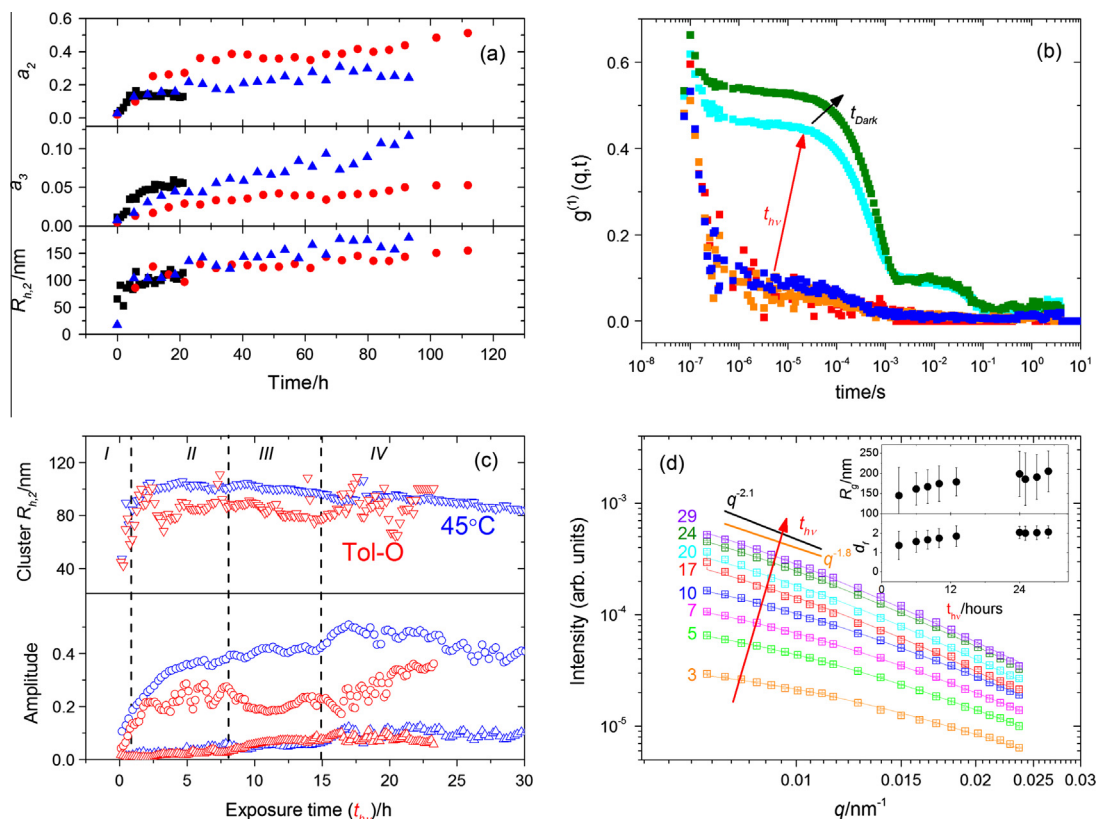 (a)
a2
0.6
0.4
0.2
0.0
a3
0.10
0.05
0.00
Rh,2/nm
150
100
50
0
0 20 40 60 80 100 120
Time/h
(b)
g(1) (q,t)
0.6
0.4
0.2
0.0
tDark
thν
10-8 10-7 10-6 10-5 10-4 10-3 10-2 10-1 100 101
time/s
(c)
I II III IV
Cluster Rh,2/nm
120
80
40
45°C
Tol-O
Amplitude
0.4
0.2
0.0
0 5 10 15 20 25 30
Exposure time (thν)/h
(d)
Intensity (arb. units)
10-3
10-4
10-5
q-2.1
thν
q-1.8
29
24
20
17
10
7
5
3
Rg/nm
250
200
150
100
df
2
1
0
0 6 12 18 24
thν/hours
0.01 0.015 0.02 0.025 0.03
q/nm-1